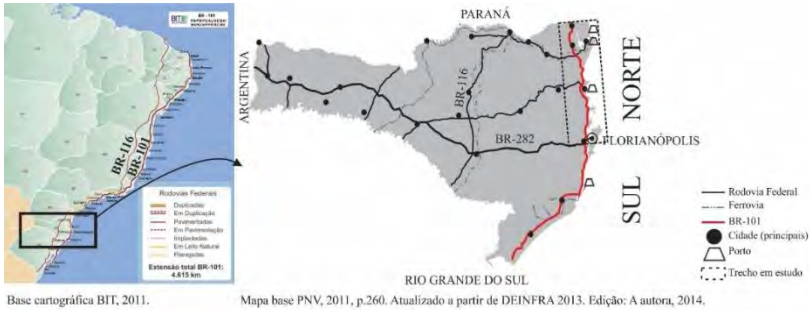 BIT
BR - 101
BR-116
BR-101
Rodovias Federais
Duplicadas
Em Duplicação
Pavimentadas
Em Pavimentação
Implantadas
Em Leito Natural
Planejadas
Extensão total BR-101:
4.615 km
PARANÁ
ARGENTINA
BR-116
BR-282
NORTE
FLORIANÓPOLIS
SUL
RIO GRANDE DO SUL
Rodovia Federal
Ferrovia
BR-101
Cidade (principais)
Porto
Trecho em estudo
Base cartográfica BIT, 2011.
Mapa base PNV, 2011, p.260. Atualizado a partir de DEINFRA 2013. Edição: A autora, 2014.